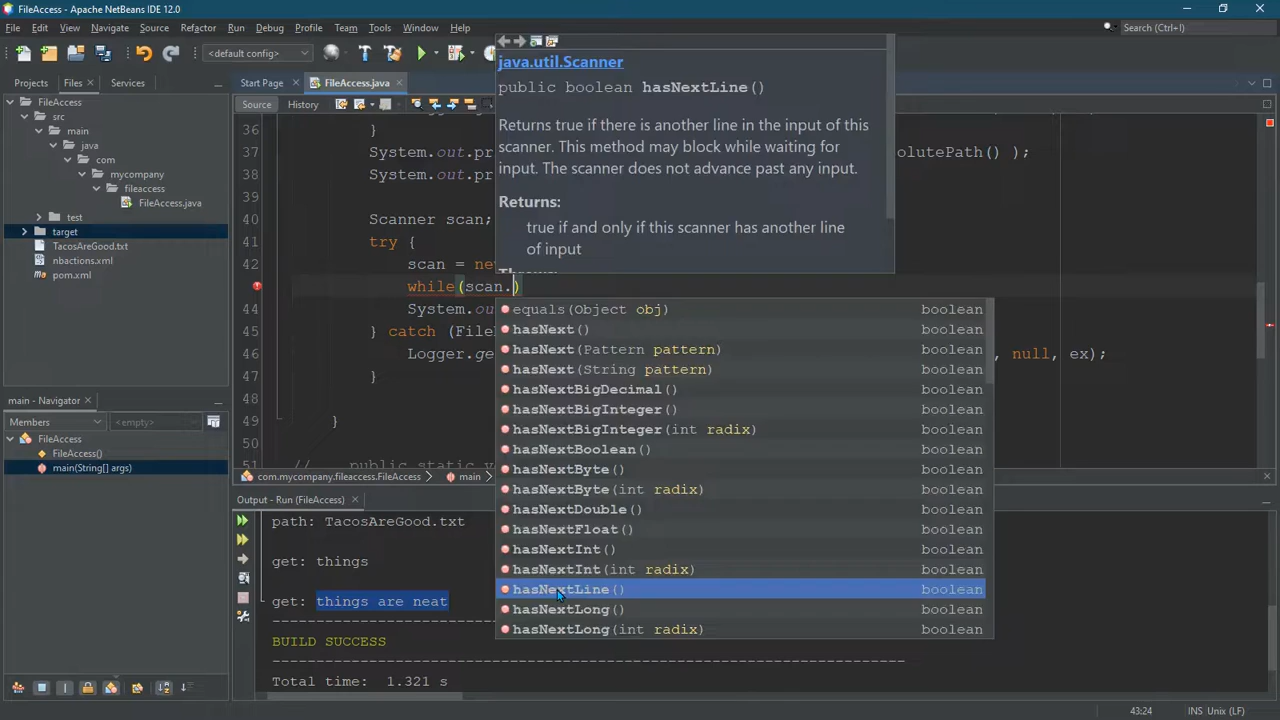 FileAccess - Apache NetBeans IDE 12.0
File Edit View Navigate Source Refactor Run Debug Profile Team Tools Window Help
Search (Ctrl+I)
<default config>
Projects Files Services
Start Page FileAccess.java
Source History
FileAccess
src
main
java
com
mycompany
fileaccess
FileAccess.java
test
target
TacosAreGood.txt
nbactions.xml
pom.xml
36 }
37 System.out.pr olutePath() );
38 System.out.pr
39
40 Scanner scan;
41 try {
42 scan = new
while(scan.)
44 System.ou
45 } catch (File
46 Logger.ge , null, ex);
47 }
48
49 }
50
51 // public static v
java.util.Scanner
public boolean hasNextLine()
Returns true if there is another line in the input of this
scanner. This method may block while waiting for
input. The scanner does not advance past any input.
Returns:
true if and only if this scanner has another line
of input
Throws:
equals(Object obj) boolean
hasNext() boolean
hasNext(Pattern pattern) boolean
hasNext(String pattern) boolean
hasNextBigDecimal() boolean
hasNextBigInteger() boolean
hasNextBigInteger(int radix) boolean
hasNextBoolean() boolean
hasNextByte() boolean
hasNextByte(int radix) boolean
hasNextDouble() boolean
hasNextFloat() boolean
hasNextInt() boolean
hasNextInt(int radix) boolean
hasNextLine() boolean
hasNextLong() boolean
hasNextLong(int radix) boolean
main - Navigator
Members <empty>
FileAccess
FileAccess()
main(String[] args)
com.mycompany.fileaccess.FileAccess main
Output - Run (FileAccess)
path: TacosAreGood.txt
get: things
get: things are neat
BUILD SUCCESS
Total time: 1.321 s
43:24 INS Unix (LF)